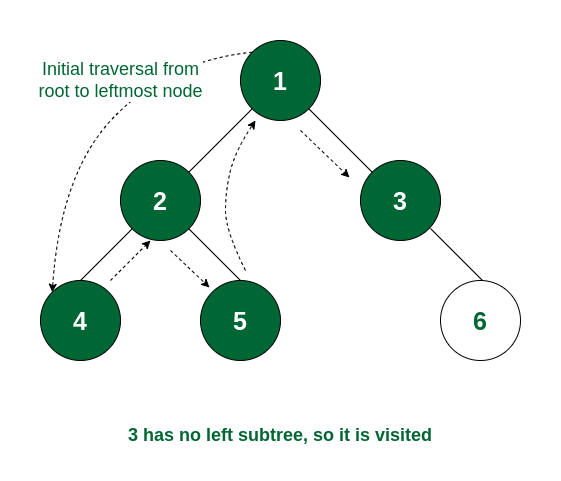 Initial traversal from
root to leftmost node
1
2
3
4
5
6
3 has no left subtree, so it is visited